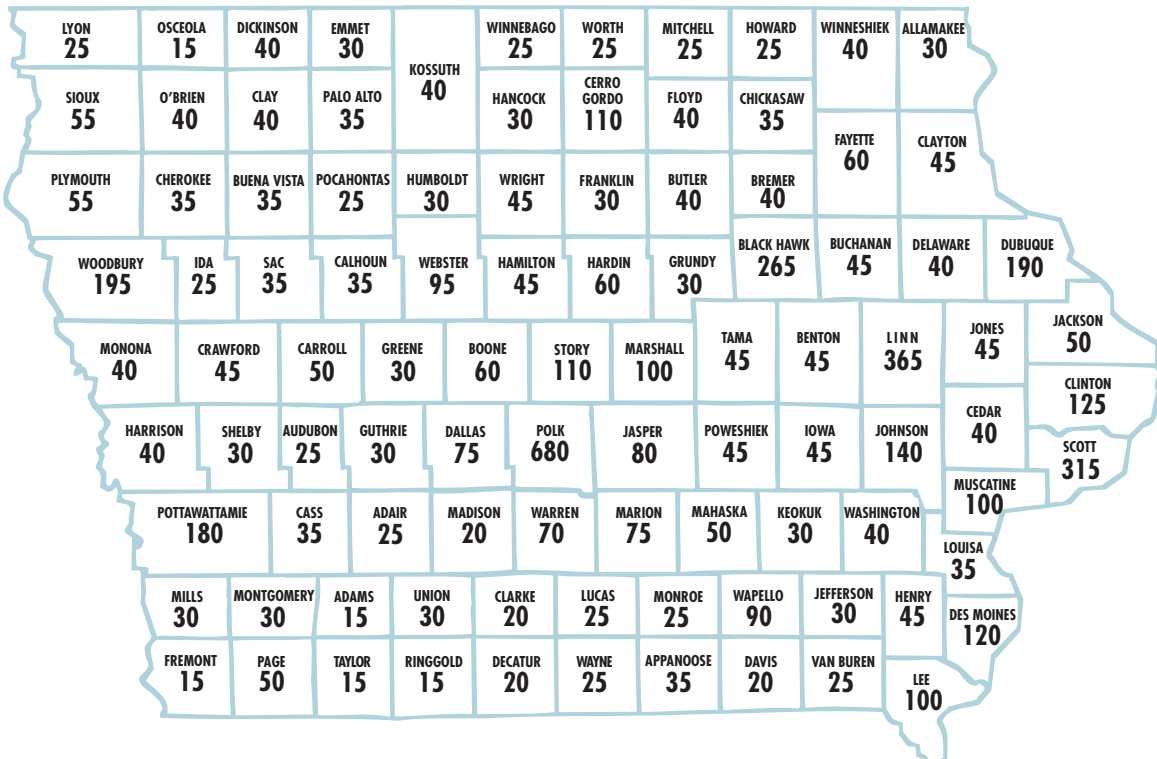 LYON
25
OSCEOLA
15
DICKINSON
40
EMMET
30
KOSSUTH
40
WINNEBAGO
25
WORTH
25
MITCHELL
25
HOWARD
25
WINNESHIEK
40
ALLAMAKEE
30
SIOUX
55
O'BRIEN
40
CLAY
40
PALO ALTO
35
HANCOCK
30
CERRO
GORDO
110
FLOYD
40
CHICKASAW
35
FAYETTE
60
CLAYTON
45
PLYMOUTH
55
CHEROKEE
35
BUENA VISTA
35
POCAHONTAS
25
HUMBOLDT
30
WRIGHT
45
FRANKLIN
30
BUTLER
40
BREMER
40
WOODBURY
195
IDA
25
SAC
35
CALHOUN
35
WEBSTER
95
HAMILTON
45
HARDIN
60
GRUNDY
30
BLACK HAWK
265
BUCHANAN
45
DELAWARE
40
DUBUQUE
190
MONONA
40
CRAWFORD
45
CARROLL
50
GREENE
30
BOONE
60
STORY
110
MARSHALL
100
TAMA
45
BENTON
45
LINN
365
JONES
45
JACKSON
50
CLINTON
125
HARRISON
40
SHELBY
30
AUDUBON
25
GUTHRIE
30
DALLAS
75
POLK
680
JASPER
80
POWESHIEK
45
IOWA
45
JOHNSON
140
CEDAR
40
SCOTT
315
MUSCATINE
100
POTTAWATTAMIE
180
CASS
35
ADAIR
25
MADISON
20
WARREN
70
MARION
75
MAHASKA
50
KEOKUK
30
WASHINGTON
40
LOUISA
35
MILLS
30
MONTGOMERY
30
ADAMS
15
UNION
30
CLARKE
20
LUCAS
25
MONROE
25
WAPELLO
90
JEFFERSON
30
HENRY
45
DES MOINES
120
FREMONT
15
PAGE
50
TAYLOR
15
RINGGOLD
15
DECATUR
20
WAYNE
25
APPANOOSE
35
DAVIS
20
VAN BUREN
25
LEE
100